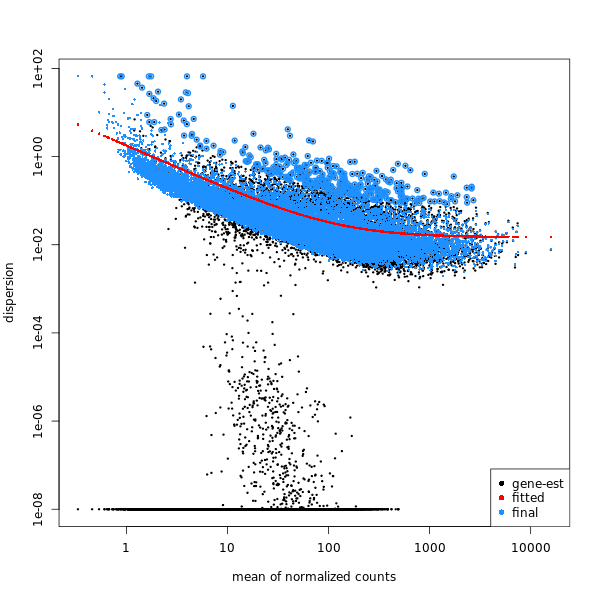 1e+02
1e+00
1e-02
1e-04
1e-06
1e-08
dispersion
gene-est
fitted
final
1 10 100 1000 10000
mean of normalized counts